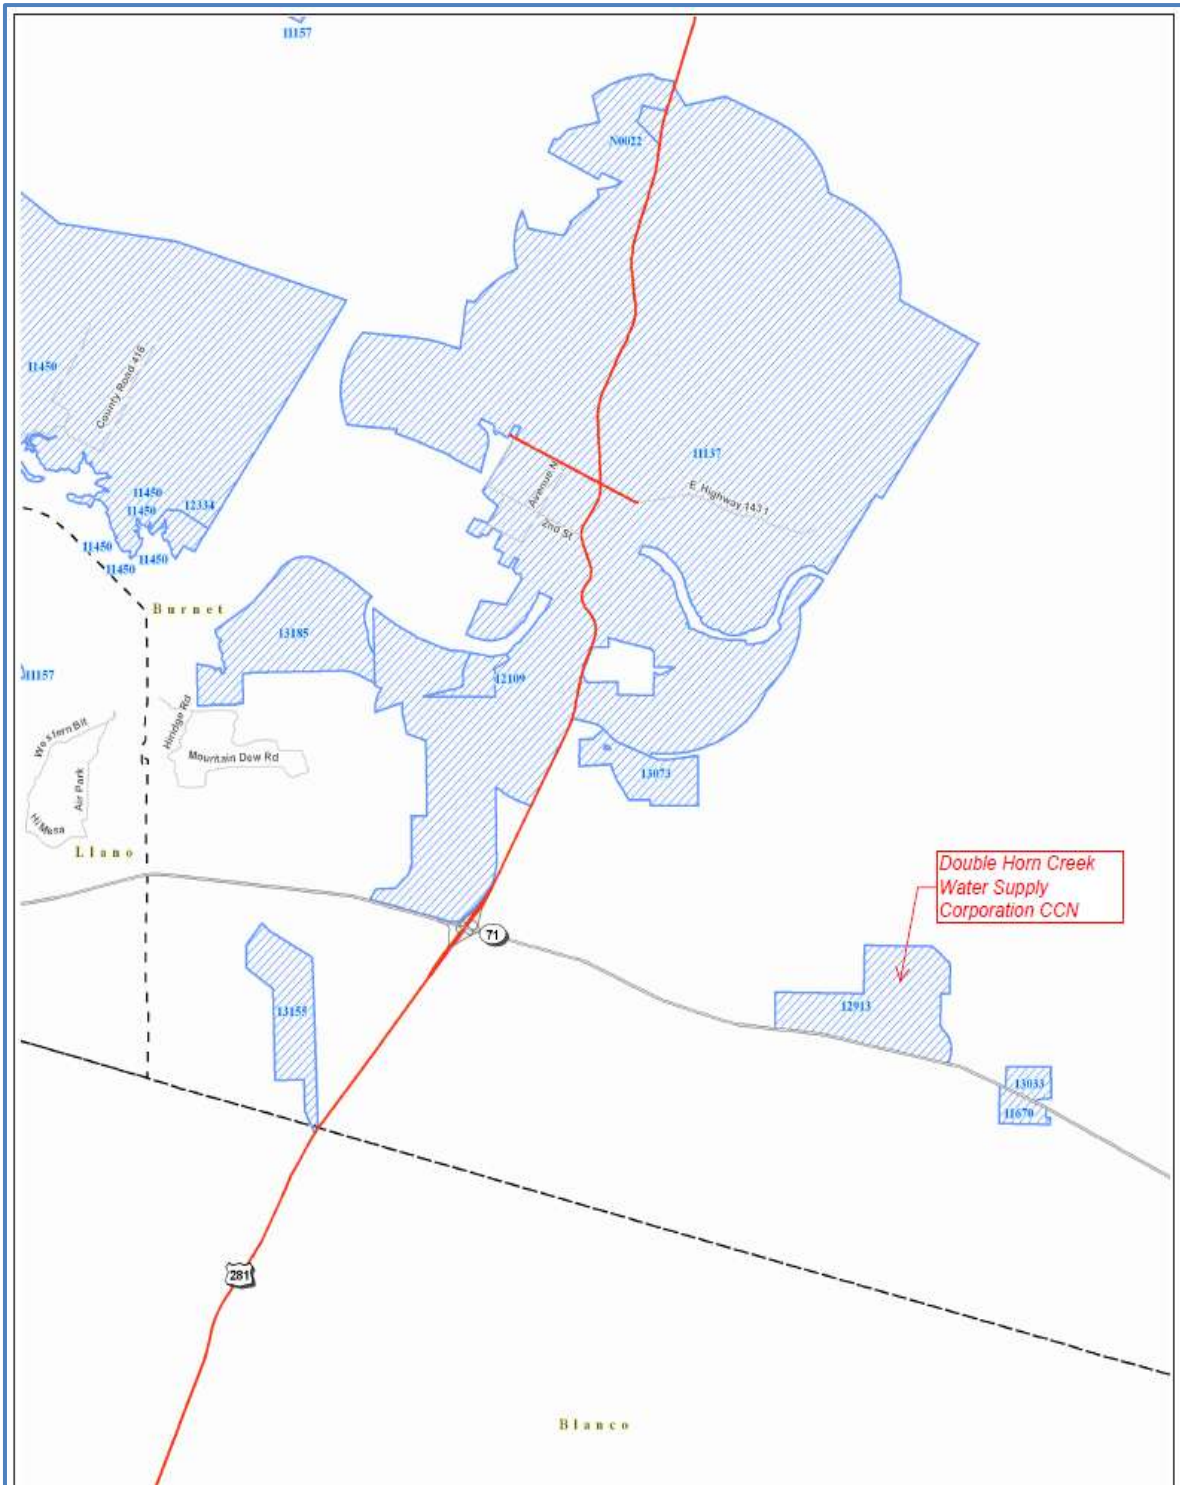 11157
N0022
11450
County Road 418
11137
11450
12334
11450
Avenue N
E. Highway 1431
2nd St
11450
11450
11450
Burnet
13185
11157
12109
Hiridge Rd
Western Bit
Mountain Dew Rd
Air Park
13073
Hi Mesa
Llano
Double Horn Creek
Water Supply
Corporation CCN
71
12913
13155
13033
11670
281
Blanco